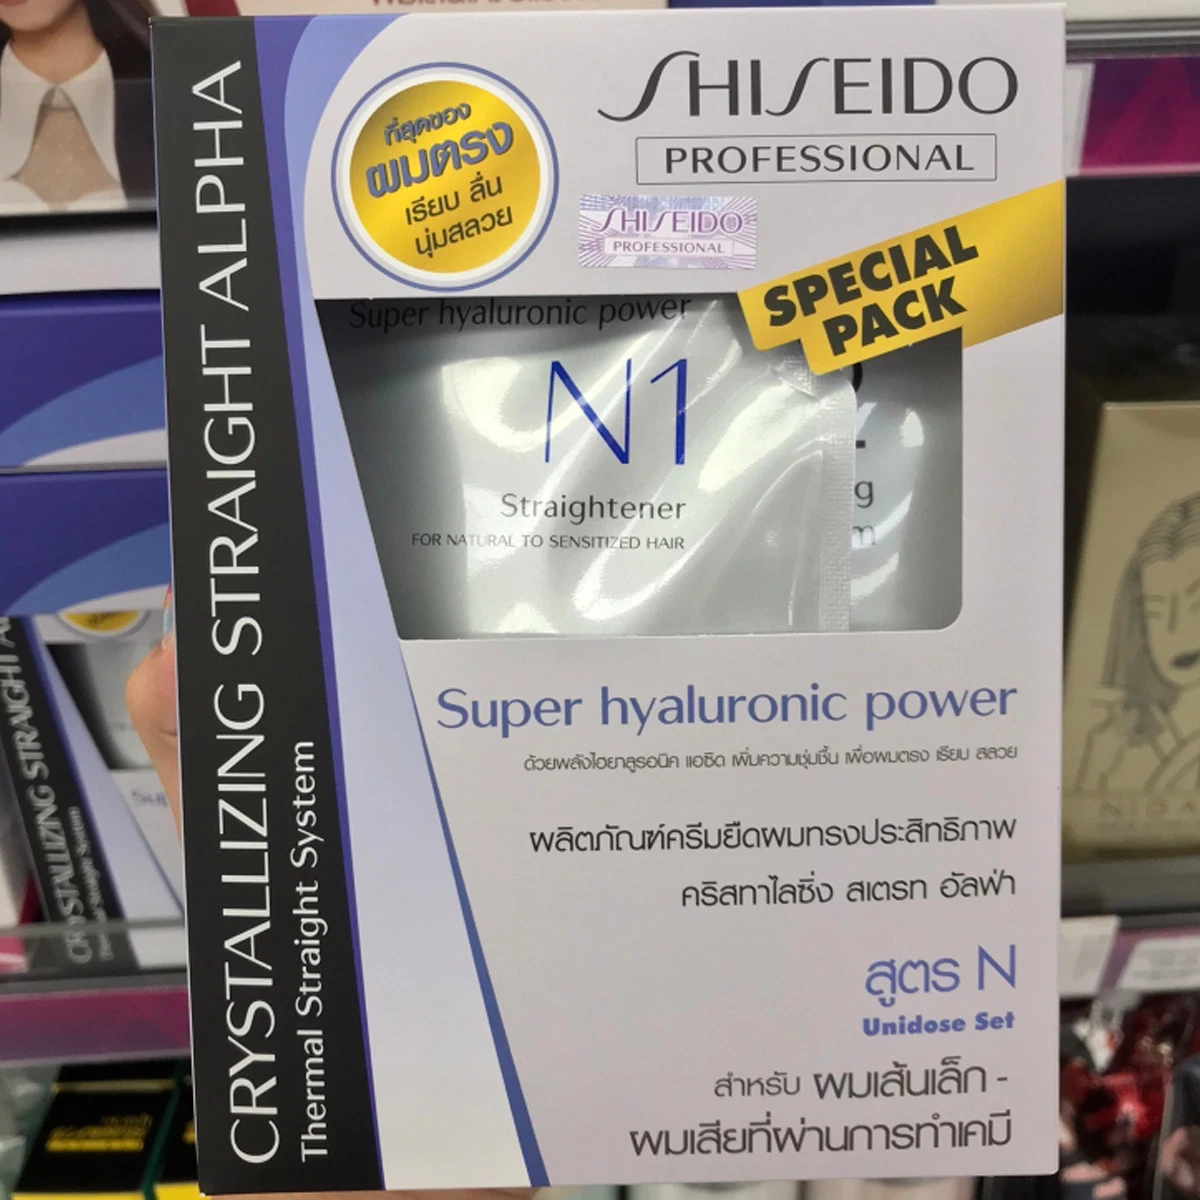 SHISEIDO
PROFESSIONAL
ที่สุดของ
ผมตรง
เรียบ ลื่น
นุ่มสลวย
SHISEIDO
PROFESSIONAL
SPECIAL
PACK
CRYSTALLIZING STRAIGHT ALPHA
Thermal Straight System
Super hyaluronic power
N1
Straightener
FOR NATURAL TO SENSITIZED HAIR
Super hyaluronic power
ด้วยพลังไฮยาลูรอนิค แอซิด เพิ่มความชุ่มชื้น เพื่อผมตรง เรียบ สลวย
ผลิตภัณฑ์ครีมยืดผมทรงประสิทธิภาพ
คริสทาไลซิ่ง สเตรท อัลฟ่า
สูตร N
Unidose Set
สำหรับ ผมเส้นเล็ก -
ผมเสียที่ผ่านการทำเคมี
CRYSTALLIZING STRAIGHT